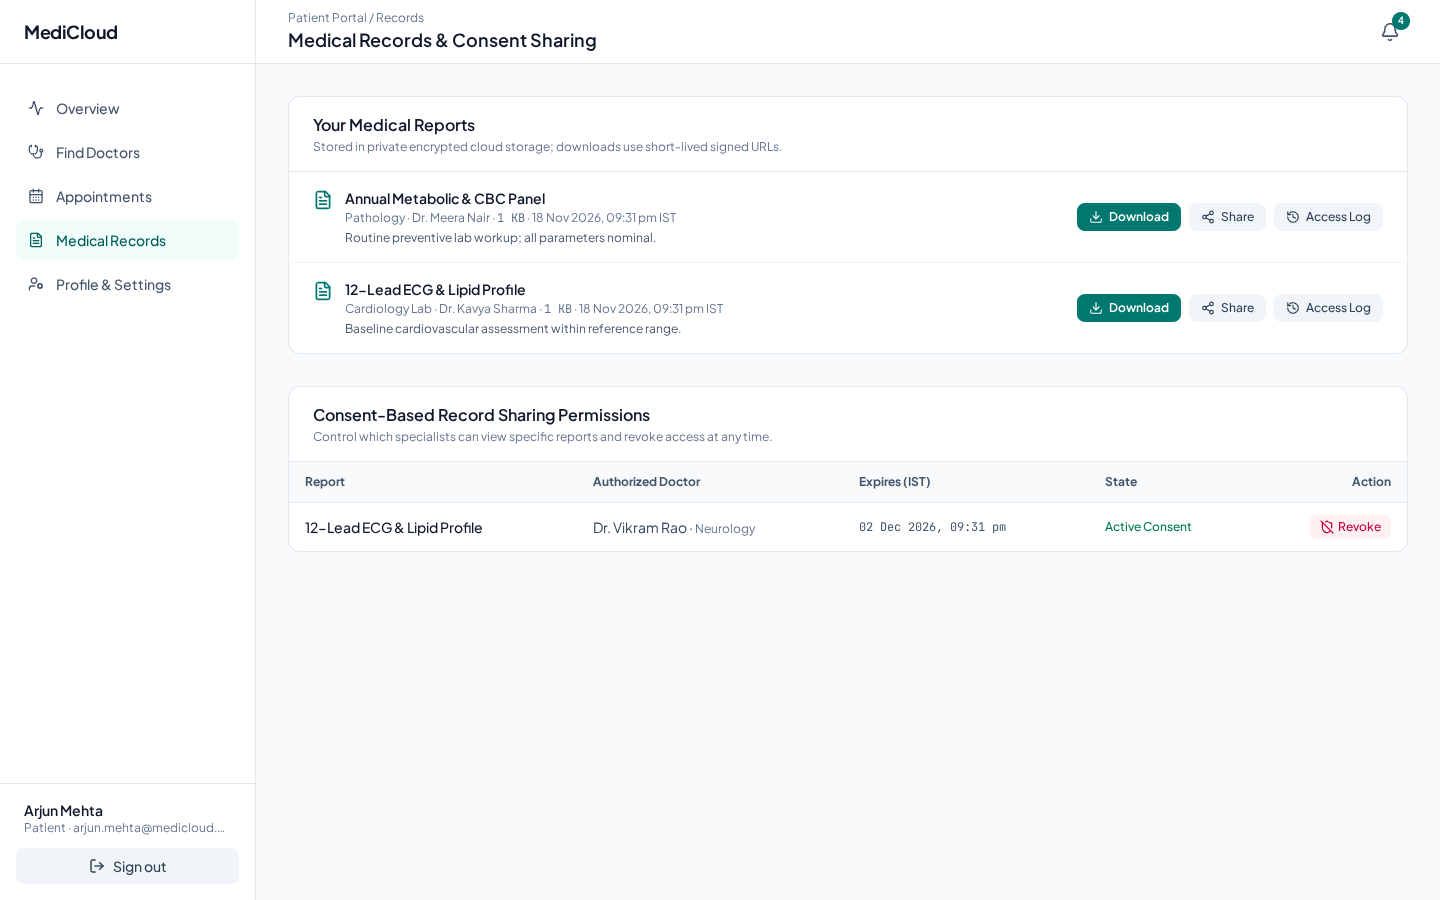 MediCloud
Overview
Find Doctors
Appointments
Medical Records
Profile & Settings
Arjun Mehta
Patient · arjun.mehta@medicloud....
Sign out
Patient Portal / Records
Medical Records & Consent Sharing
4
Your Medical Reports
Stored in private encrypted cloud storage; downloads use short-lived signed URLs.
Annual Metabolic & CBC Panel
Pathology · Dr. Meera Nair · 1 KB · 18 Nov 2026, 09:31 pm IST
Routine preventive lab workup; all parameters nominal.
Download Share Access Log
12-Lead ECG & Lipid Profile
Cardiology Lab · Dr. Kavya Sharma · 1 KB · 18 Nov 2026, 09:31 pm IST
Baseline cardiovascular assessment within reference range.
Download Share Access Log
Consent-Based Record Sharing Permissions
Control which specialists can view specific reports and revoke access at any time.
Report Authorized Doctor Expires (IST) State Action
12-Lead ECG & Lipid Profile Dr. Vikram Rao · Neurology 02 Dec 2026, 09:31 pm Active Consent Revoke